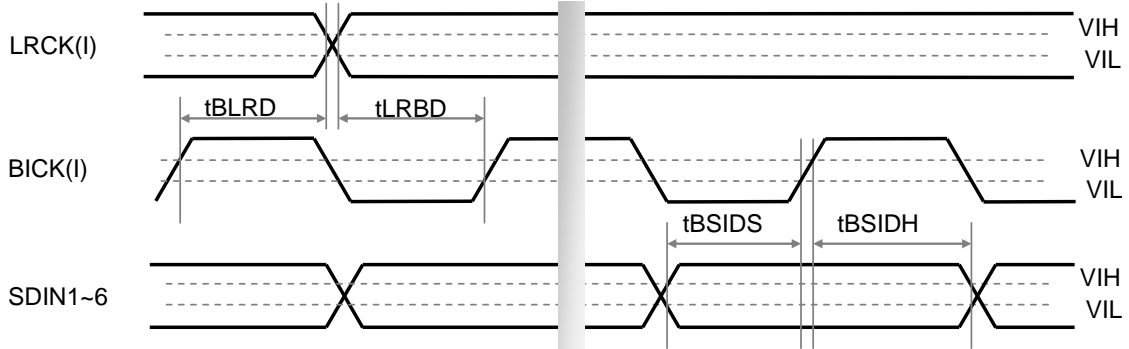 LRCK(I)
VIH
VIL
tBLRD
tLRBD
BICK(I)
VIH
VIL
tBSIDS
tBSIDH
SDIN1~6
VIH
VIL